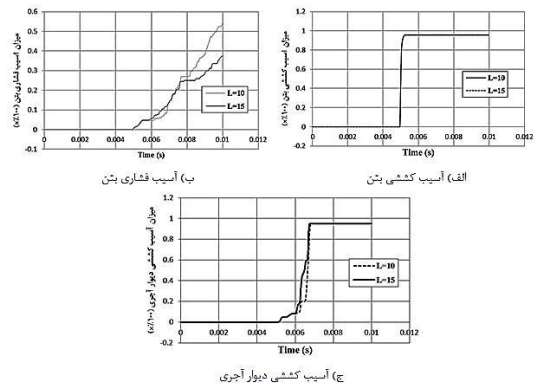 میزان آسیب فشاری بتن (۱۰۰٪×)
0.6
0.5
0.4
0.3
0.2
0.1
0
-0.1
0 0.002 0.004 0.006 0.008 0.01 0.012
Time (s)
L=10
L=15
ب) آسیب فشاری بتن
میزان آسیب کششی بتن (۱۰۰٪×)
1.2
1
0.8
0.6
0.4
0.2
0
0.2
0 0.002 0.004 0.006 0.008 0.01 0.012
Time (s)
L=10
L=15
الف) آسیب کششی بتن
میزان آسیب کششی دیوار آجری (۱۰۰٪×)
1.2
1
0.8
0.6
0.4
0.2
0
0.2
0 0.002 0.004 0.006 0.008 0.01 0.012
Time (s)
L=10
L=15
ج) آسیب کششی دیوار آجری